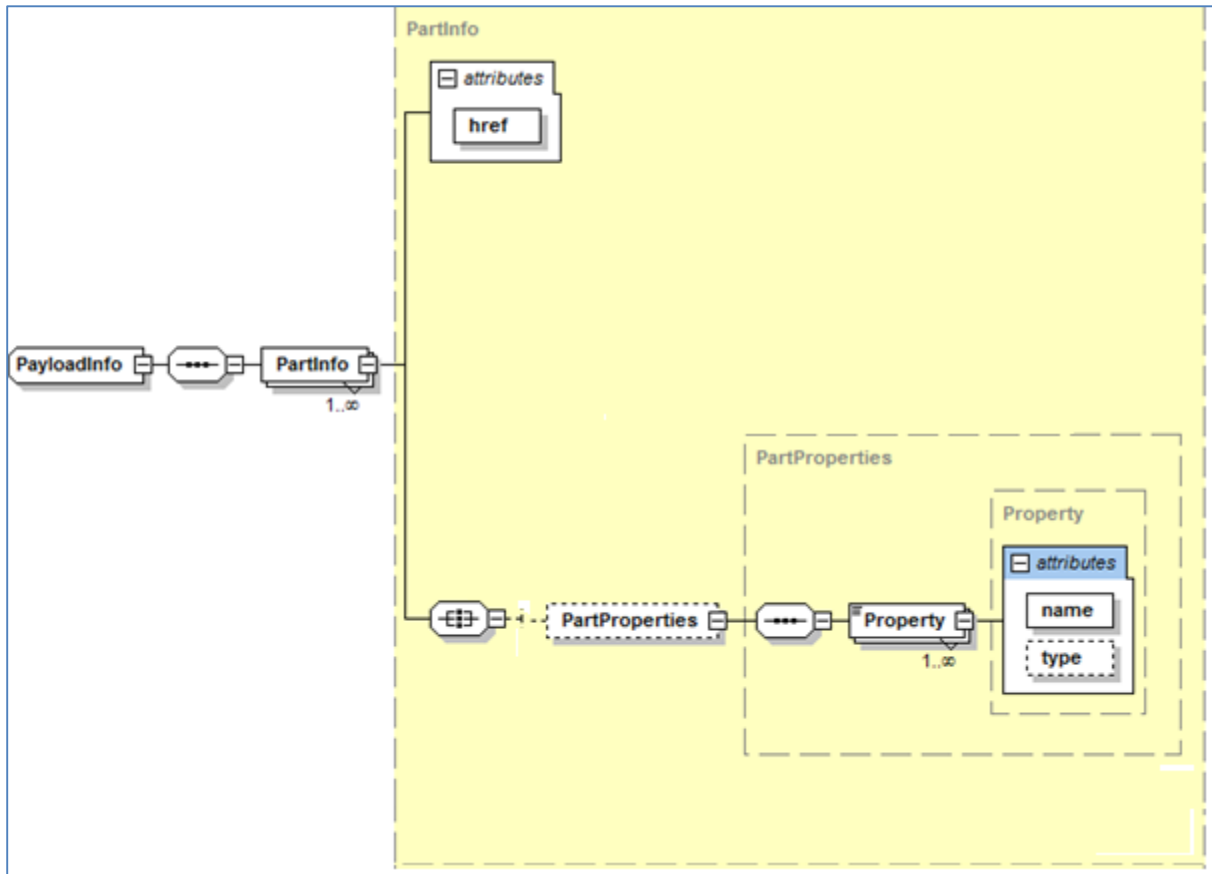 PartInfo
attributes
href
PayloadInfo
PartInfo
1..∞
PartProperties
Property
attributes
PartProperties
Property
name
1..∞
type